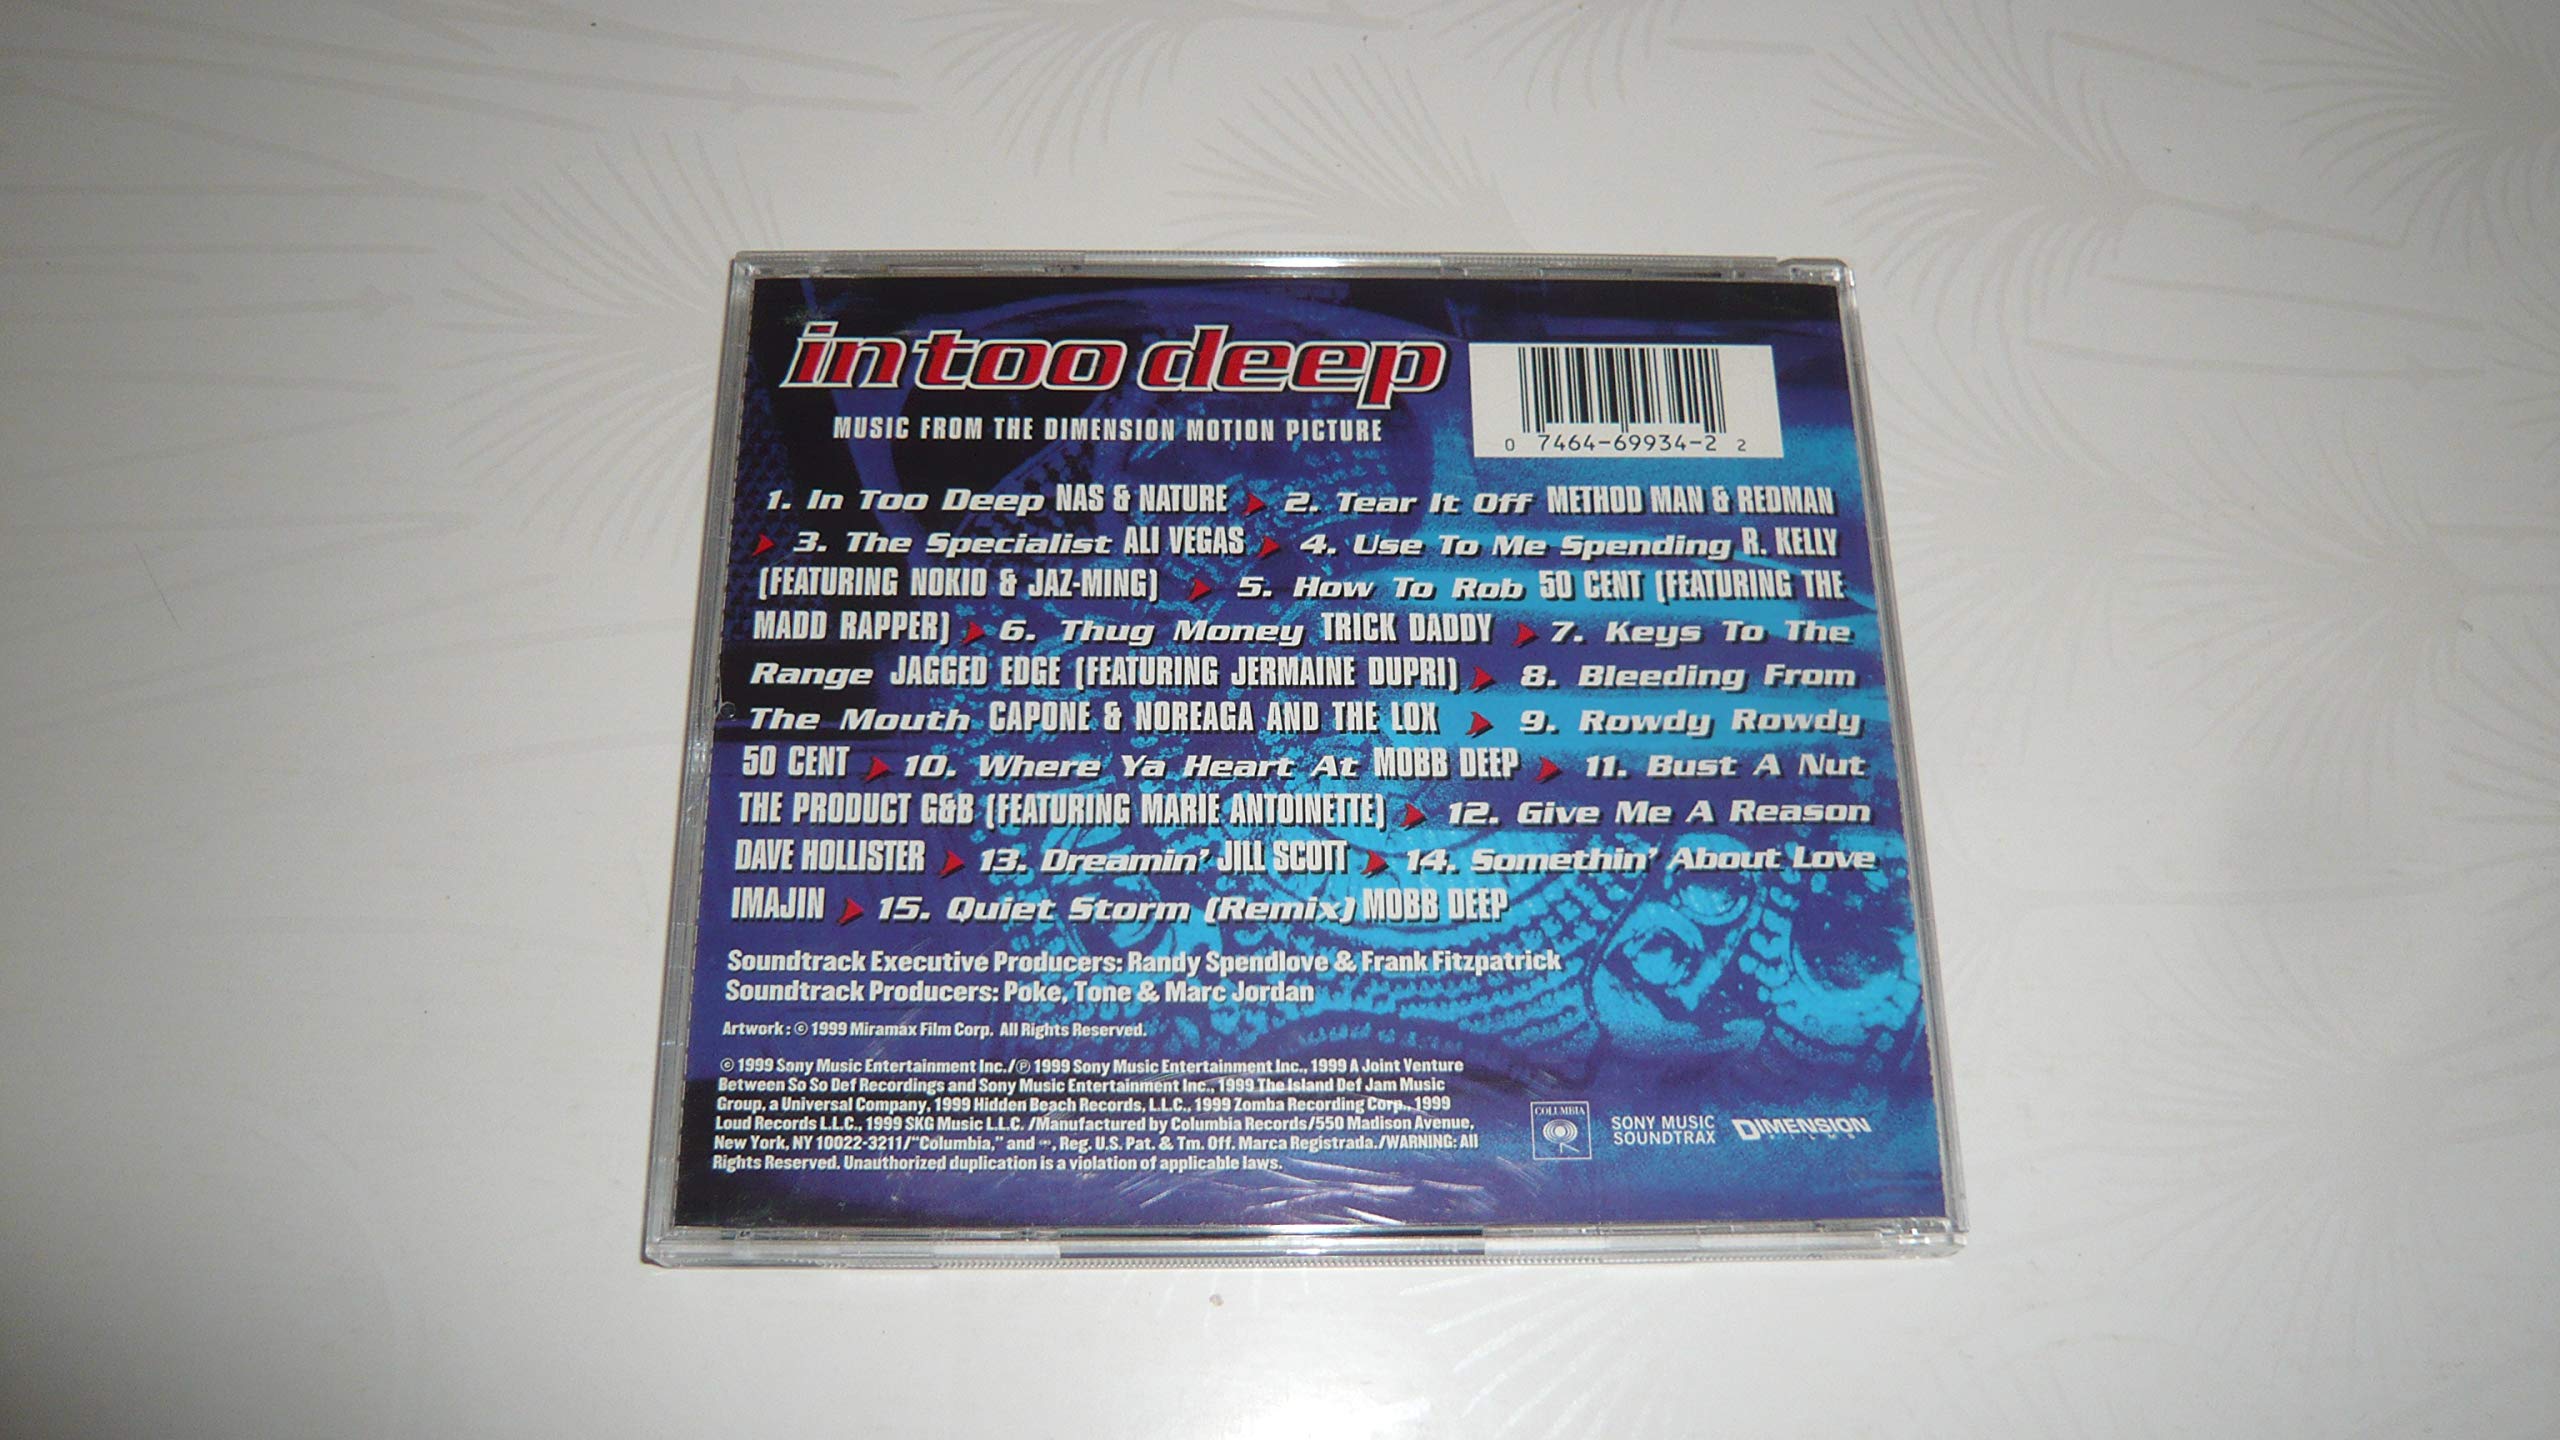 in too deep
MUSIC FROM THE DIMENSION MOTION PICTURE
0 7464-69934-2 2
1. In Too Deep NAS & NATURE 2. Tear It Off METHOD MAN & REDMAN
3. The Specialist ALI VEGAS 4. Use To Me Spending R. KELLY
(FEATURING NOKIO & JAZ-MING) 5. How To Rob 50 CENT (FEATURING THE
MADD RAPPER) 6. Thug Money TRICK DADDY 7. Keys To The
Range JAGGED EDGE (FEATURING JERMAINE DUPRI) 8. Bleeding From
The Mouth CAPONE & NOREAGA AND THE LOX 9. Rowdy Rowdy
50 CENT 10. Where Ya Heart At MOBB DEEP 11. Bust A Nut
THE PRODUCT G&B (FEATURING MARIE ANTOINETTE) 12. Give Me A Reason
DAVE HOLLISTER 13. Dreamin' JILL SCOTT 14. Somethin' About Love
IMAJIN 15. Quiet Storm (Remix) MOBB DEEP
Soundtrack Executive Producers: Randy Spendlove & Frank Fitzpatrick
Soundtrack Producers: Poke, Tone & Marc Jordan
Artwork: © 1999 Miramax Film Corp. All Rights Reserved.
© 1999 Sony Music Entertainment Inc./℗ 1999 Sony Music Entertainment Inc., 1999 A Joint Venture
Between So So Def Recordings and Sony Music Entertainment Inc., 1999 The Island Def Jam Music
Group, a Universal Company, 1999 Hidden Beach Records, L.L.C., 1999 Zomba Recording Corp., 1999
Loud Records L.L.C., 1999 SKG Music L.L.C. /Manufactured by Columbia Records/550 Madison Avenue,
New York, NY 10022-3211/"Columbia," and , Reg. U.S. Pat. & Tm. Off. Marca Registrada./WARNING: All
Rights Reserved. Unauthorized duplication is a violation of applicable laws.
COLUMBIA
SONY MUSIC
SOUNDTRAX
DIMENSION
FILMS